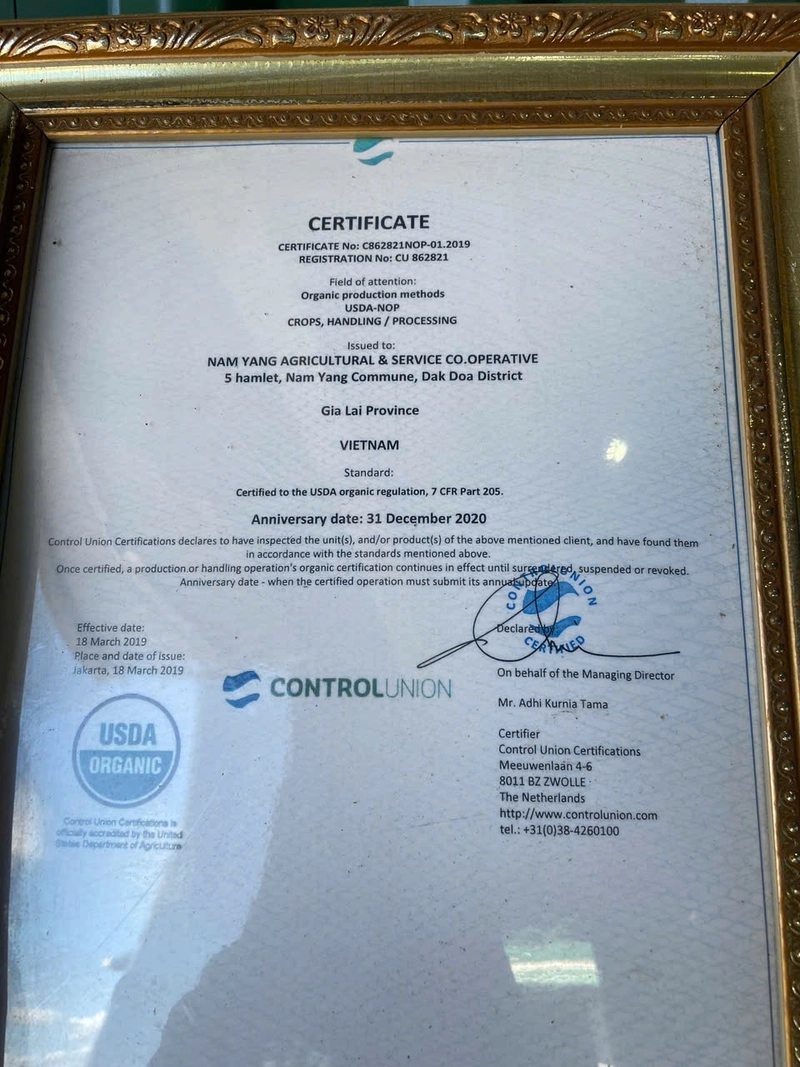 CERTIFICATE
CERTIFICATE No: C862821NOP-01.2019
REGISTRATION No: CU 862821
Field of attention:
Organic production methods
USDA-NOP
CROPS, HANDLING / PROCESSING
Issued to:
NAM YANG AGRICULTURAL & SERVICE CO.OPERATIVE
5 hamlet, Nam Yang Commune, Dak Doa District
Gia Lai Province
VIETNAM
Standard:
Certified to the USDA organic regulation, 7 CFR Part 205.
Anniversary date: 31 December 2020
Control Union Certifications declares to have inspected the unit(s), and/or product(s) of the above mentioned client, and have found them
in accordance with the standards mentioned above.
Once certified, a production or handling operation's organic certification continues in effect until surrendered, suspended or revoked.
Anniversary date - when the certified operation must submit its annual update.
Effective date:
18 March 2019
Place and date of issue:
Jakarta, 18 March 2019
CONTROLUNION
USDA
ORGANIC
Control Union Certifications is
officially accredited by the United
States Department of Agriculture
CONTROL UNION
CERTIFIED
Declared by:
On behalf of the Managing Director
Mr. Adhi Kurnia Tama
Certifier
Control Union Certifications
Meeuwenlaan 4-6
8011 BZ ZWOLLE
The Netherlands
http://www.controlunion.com
tel.: +31(0)38-4260100